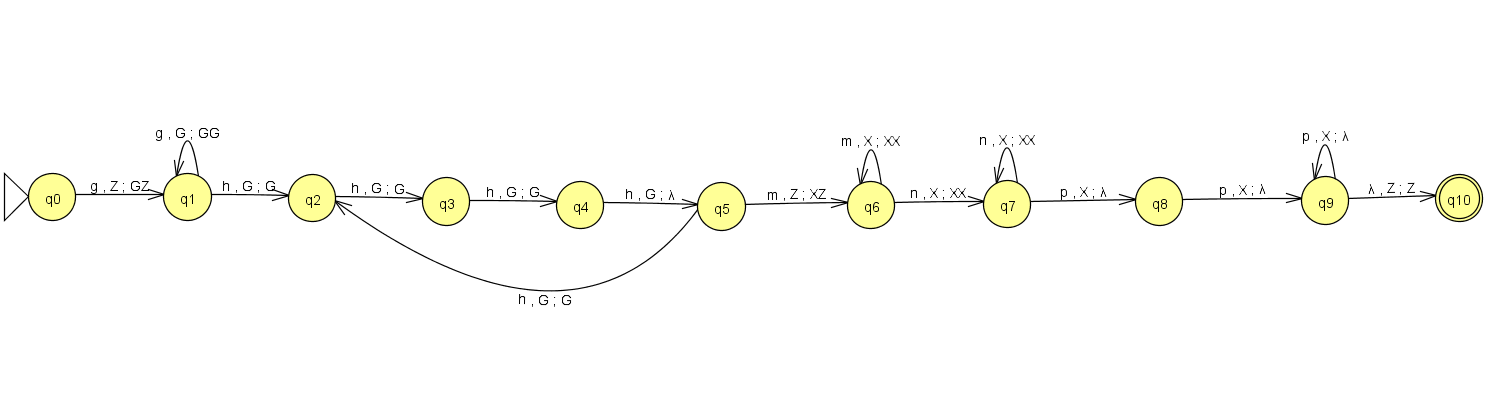 g , G ; GG
m , X ; XX
n , X ; XX
p , X ; λ
g , Z ; GZ
h , G ; G
h , G ; G
h , G ; G
h , G ; λ
m , Z ; XZ
n , X ; XX
p , X ; λ
p , X ; λ
λ , Z ; Z
q0
q1
q2
q3
q4
q5
q6
q7
q8
q9
q10
h , G ; G